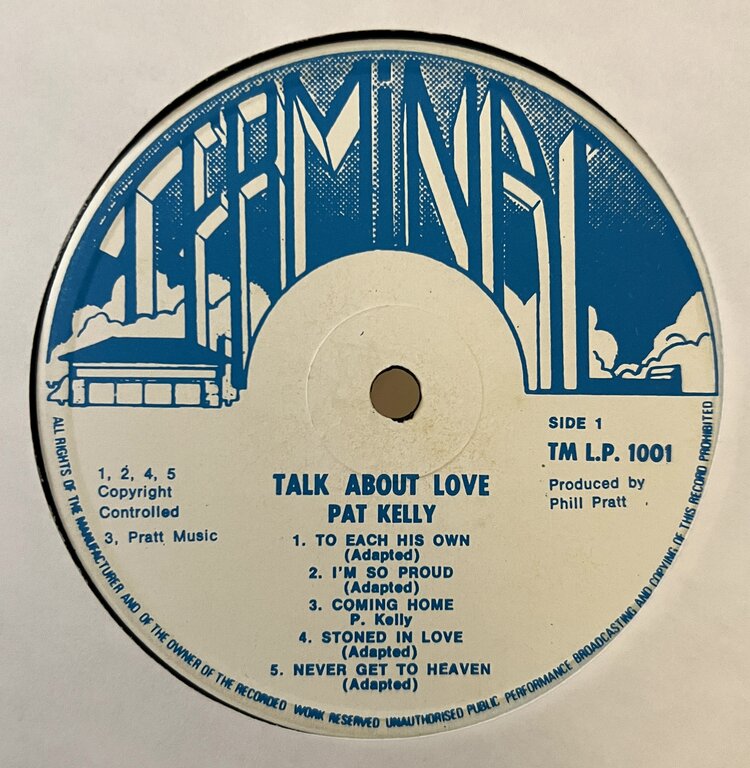 TERMiNAL
SIDE 1
TM L.P. 1001
Produced by
Phill Pratt
1, 2, 4, 5
Copyright
Controlled
3, Pratt Music
TALK ABOUT LOVE
PAT KELLY
1. TO EACH HIS OWN
(Adapted)
2. I'M SO PROUD
(Adapted)
3. COMING HOME
P. Kelly
4. STONED IN LOVE
(Adapted)
5. NEVER GET TO HEAVEN
(Adapted)
ALL RIGHTS OF THE MANUFACTURER AND OF THE OWNER OF THE RECORDED WORK RESERVED UNAUTHORISED PUBLIC PERFORMANCE BROADCASTING AND COPYING OF THIS RECORD PROHIBITED